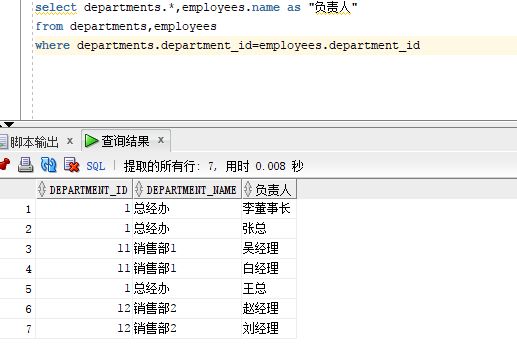 select departments.*,employees.name as "负责人"
from departments,employees
where departments.department_id=employees.department_id
脚本输出 × 查询结果 ×
SQL | 提取的所有行: 7, 用时 0.008 秒
DEPARTMENT_ID DEPARTMENT_NAME 负责人
1 1 总经办 李董事长
2 1 总经办 张总
3 11 销售部1 吴经理
4 11 销售部1 白经理
5 1 总经办 王总
6 12 销售部2 赵经理
7 12 销售部2 刘经理